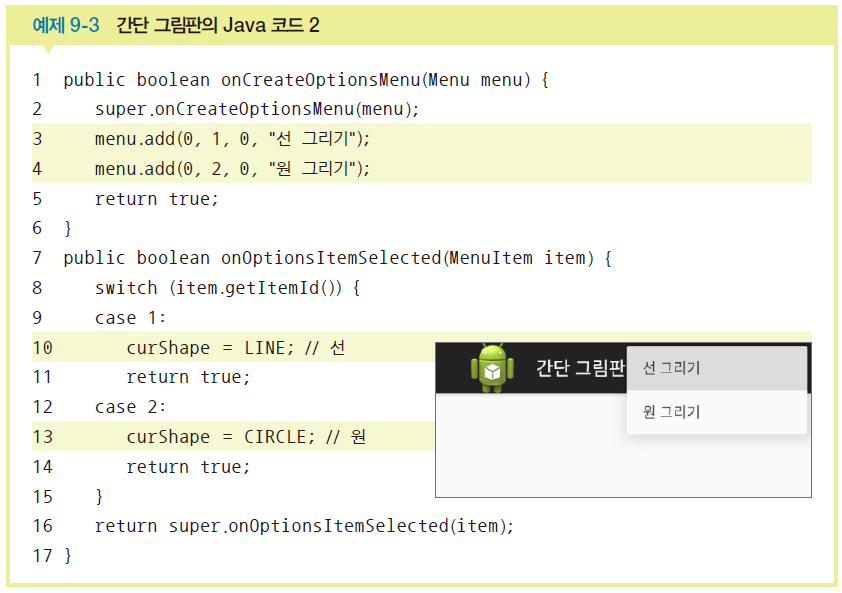 예제 9-3 간단 그림판의 Java 코드 2
1 public boolean onCreateOptionsMenu(Menu menu) {
2 super.onCreateOptionsMenu(menu);
3 menu.add(0, 1, 0, "선 그리기");
4 menu.add(0, 2, 0, "원 그리기");
5 return true;
6 }
7 public boolean onOptionsItemSelected(MenuItem item) {
8 switch (item.getItemId()) {
9 case 1:
10 curShape = LINE; // 선
11 return true;
12 case 2:
13 curShape = CIRCLE; // 원
14 return true;
15 }
16 return super.onOptionsItemSelected(item);
17 }
간단 그림판
선 그리기
원 그리기